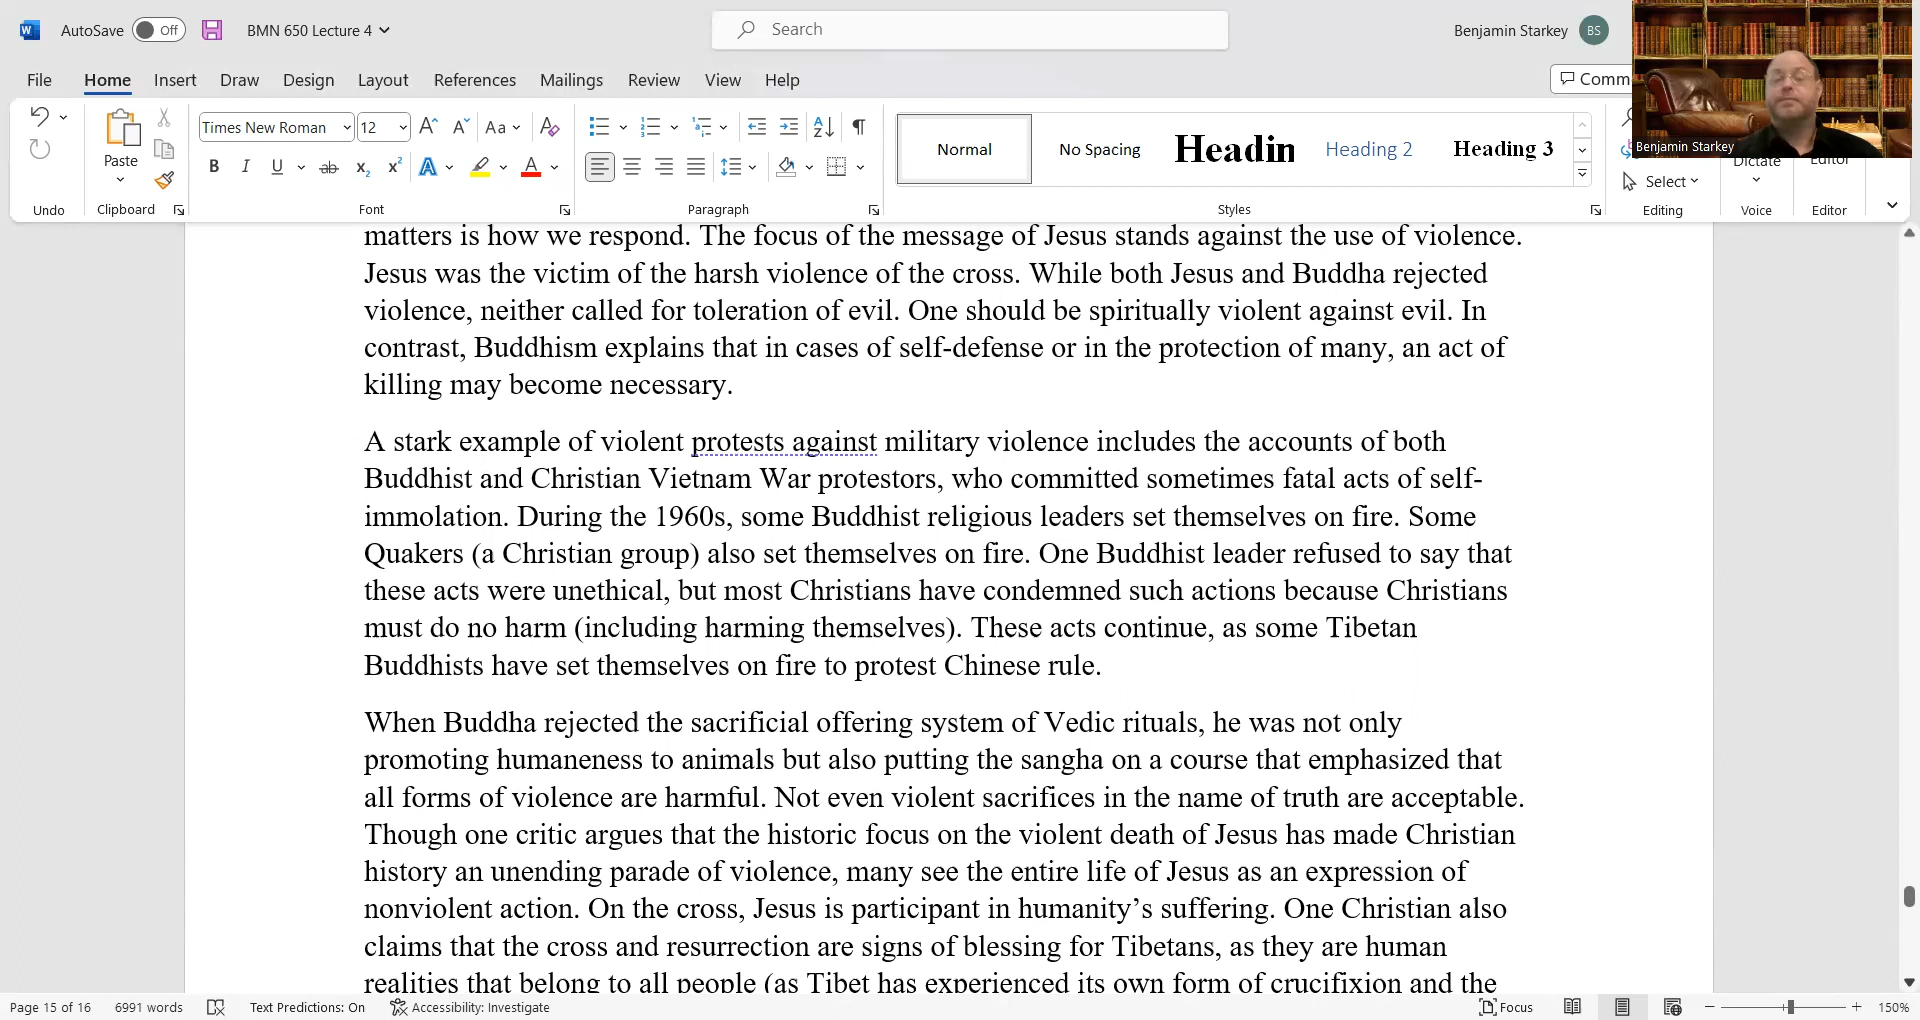 AutoSave Off BMN 650 Lecture 4 Search Benjamin Starkey BS
File Home Insert Draw Design Layout References Mailings Review View Help Comm
Times New Roman 12 Aa
Paste
B I U ab x₂ x² A A
Normal No Spacing Headin Heading 2 Heading 3
Benjamin Starkey
Dictate Editor
Select
Undo Clipboard Font Paragraph Styles Editing Voice Editor
matters is how we respond. The focus of the message of Jesus stands against the use of violence.
Jesus was the victim of the harsh violence of the cross. While both Jesus and Buddha rejected
violence, neither called for toleration of evil. One should be spiritually violent against evil. In
contrast, Buddhism explains that in cases of self-defense or in the protection of many, an act of
killing may become necessary.
A stark example of violent protests against military violence includes the accounts of both
Buddhist and Christian Vietnam War protestors, who committed sometimes fatal acts of self-
immolation. During the 1960s, some Buddhist religious leaders set themselves on fire. Some
Quakers (a Christian group) also set themselves on fire. One Buddhist leader refused to say that
these acts were unethical, but most Christians have condemned such actions because Christians
must do no harm (including harming themselves). These acts continue, as some Tibetan
Buddhists have set themselves on fire to protest Chinese rule.
When Buddha rejected the sacrificial offering system of Vedic rituals, he was not only
promoting humaneness to animals but also putting the sangha on a course that emphasized that
all forms of violence are harmful. Not even violent sacrifices in the name of truth are acceptable.
Though one critic argues that the historic focus on the violent death of Jesus has made Christian
history an unending parade of violence, many see the entire life of Jesus as an expression of
nonviolent action. On the cross, Jesus is participant in humanity’s suffering. One Christian also
claims that the cross and resurrection are signs of blessing for Tibetans, as they are human
realities that belong to all people (as Tibet has experienced its own form of crucifixion and the
Page 15 of 16 6991 words Text Predictions: On Accessibility: Investigate Focus 150%